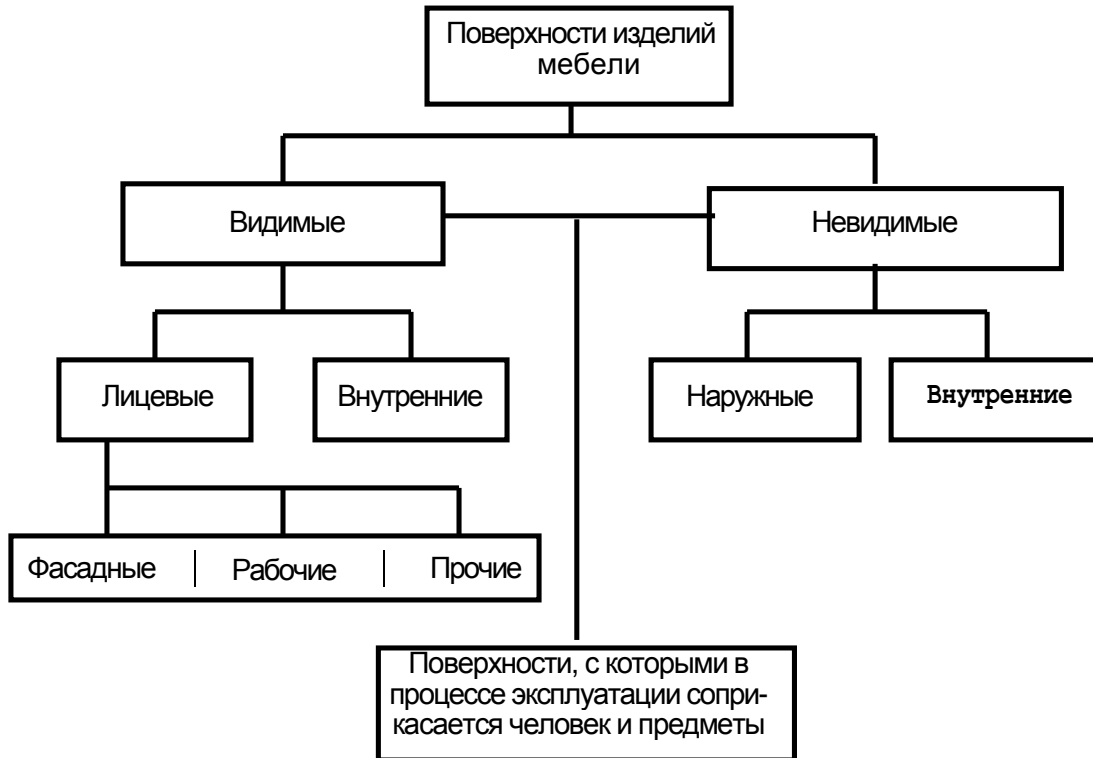 Поверхности изделий
мебели
Видимые
Невидимые
Лицевые
Внутренние
Наружные
Внутренние
Фасадные
Рабочие
Прочие
Поверхности, с которыми в
процессе эксплуатации сопри-
касается человек и предметы